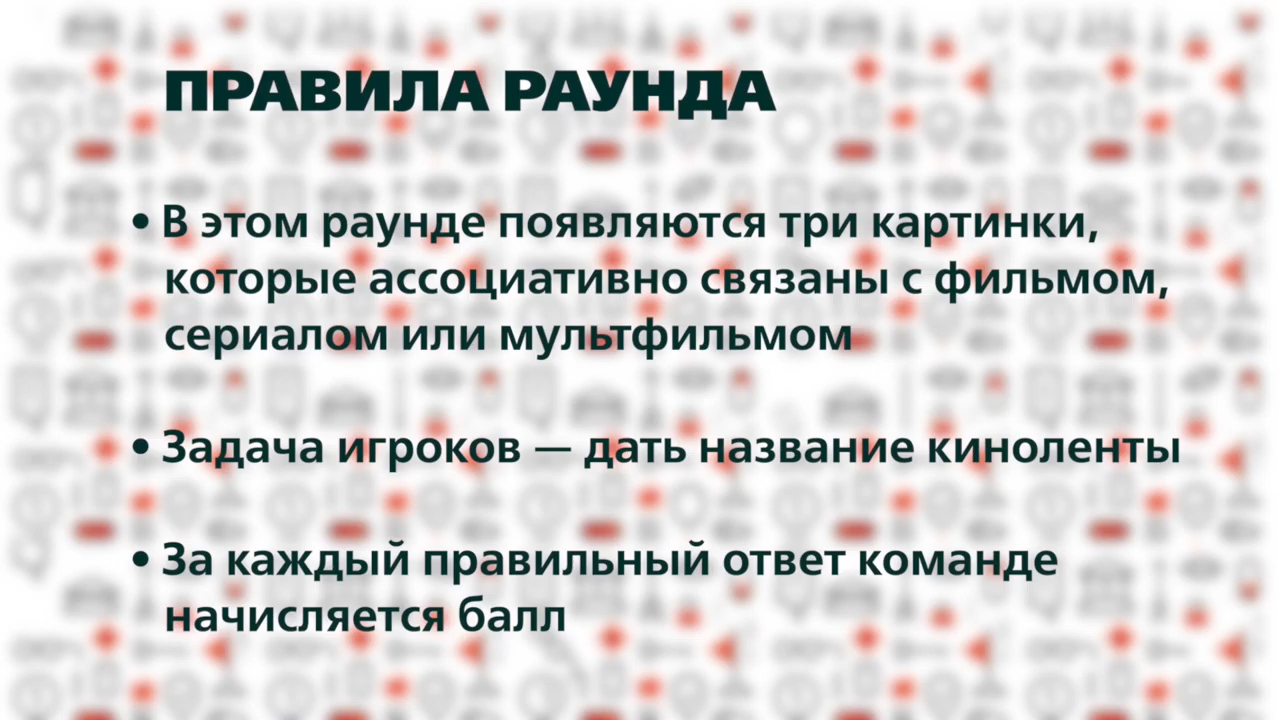 ПРАВИЛА РАУНДА
• В этом раунде появляются три картинки,
которые ассоциативно связаны с фильмом,
сериалом или мультфильмом
• Задача игроков — дать название киноленты
• За каждый правильный ответ команде
начисляется балл